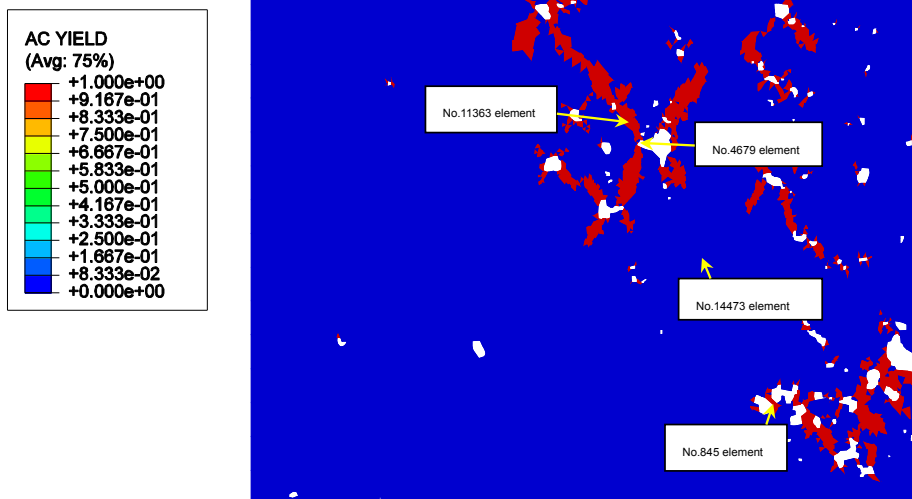 AC YIELD
(Avg: 75%)
+1.000e+00
+9.167e-01
+8.333e-01
+7.500e-01
+6.667e-01
+5.833e-01
+5.000e-01
+4.167e-01
+3.333e-01
+2.500e-01
+1.667e-01
+8.333e-02
+0.000e+00
No.11363 element
No.4679 element
No.14473 element
No.845 element